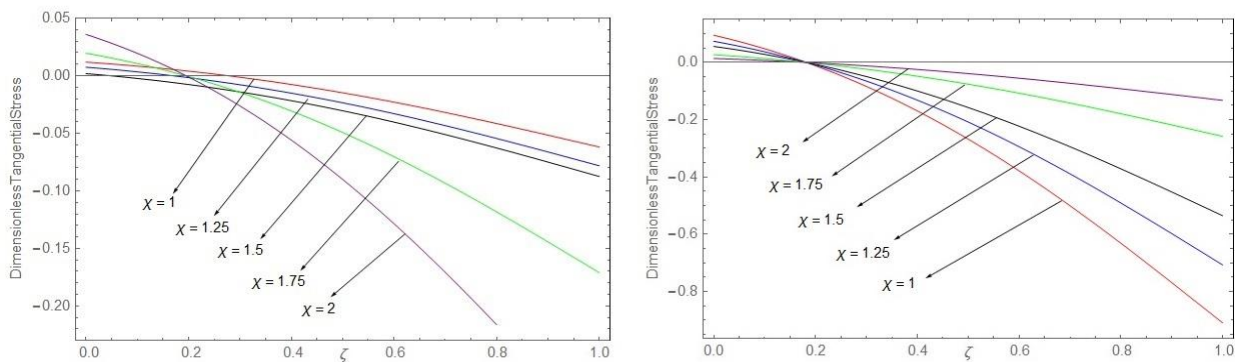 0.05
0.00
−0.05
−0.10
−0.15
−0.20
DimensionlessTangentialStress
χ = 1
χ = 1.25
χ = 1.5
χ = 1.75
χ = 2
0.0 0.2 0.4 0.6 0.8 1.0
ζ
0.0
−0.2
−0.4
−0.6
−0.8
DimensionlessTangentialStress
χ = 2
χ = 1.75
χ = 1.5
χ = 1.25
χ = 1
0.0 0.2 0.4 0.6 0.8 1.0
ζ